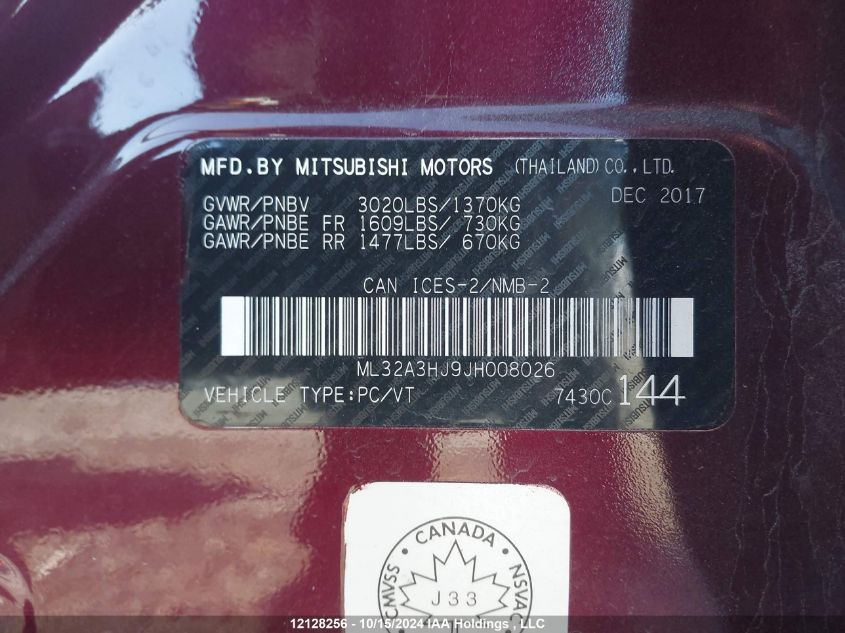 MFD.BY MITSUBISHI MOTORS (THAILAND) CO., LTD.
GVWR/PNBV 3020LBS/1370KG DEC 2017
GAWR/PNBE FR 1609LBS/ 730KG
GAWR/PNBE RR 1477LBS/ 670KG
CAN ICES-2/NMB-2
ML32A3HJ9JH008026
VEHICLE TYPE:PC/VT 7430C 144
CANADA
CMVSS J33 NSVAC
12128256 - 10/15/2024 IAA Holdings , LLC